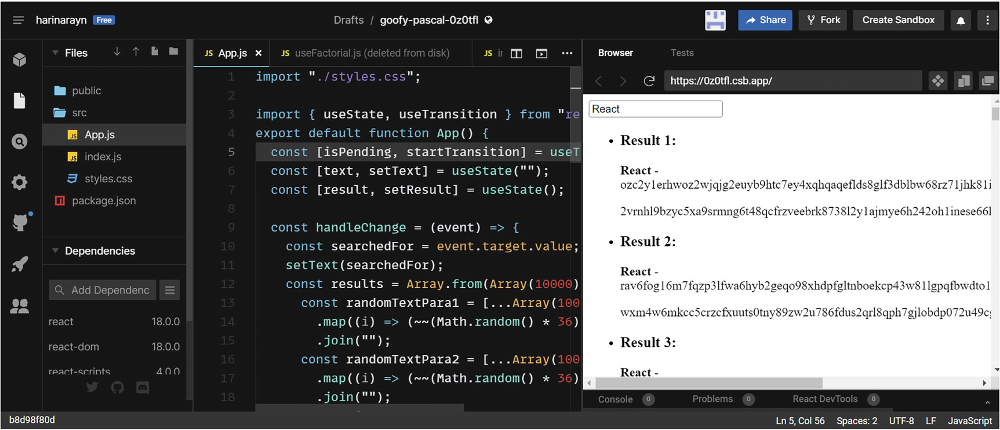 harinarayn Free
Drafts / goofy-pascal-0z0tfl
Share
Fork
Create Sandbox
Files
public
src
JS App.js
JS index.js
styles.css
package.json
Dependencies
Add Dependenc
react 18.0.0
react-dom 18.0.0
react-scripts 4.0.0
JS App.js ×
JS useFactorial.js (deleted from disk)
JS
1 import "./styles.css";
2
3 import { useState, useTransition } from "re
4 export default function App() {
5 const [isPending, startTransition] = useT
6 const [text, setText] = useState("");
7 const [result, setResult] = useState();
8
9 const handleChange = (event) => {
10 const searchedFor = event.target.value;
11 setText(searchedFor);
12 const results = Array.from(Array(10000)
13 const randomTextPara1 = [...Array(100
14 .map((i) => (~~(Math.random() * 36)
15 .join("");
16 const randomTextPara2 = [...Array(100
17 .map((i) => (~~(Math.random() * 36)
18 .join("");
Browser
Tests
https://0z0tfl.csb.app/
React
• Result 1:
React -
ozc2y1erhwoz2wjqjg2euyb9htc7ey4xqhqaqeflds8glf3dblbw68rz71jhk81i
2vrnhl9bzyc5xa9srmng6t48qcfrzveebrk8738l2y1ajmye6h242oh1inese66
• Result 2:
React -
rav6fog16m7fqzp3lfwa6hyb2geqo98xhdpfgltnboekcp43w81lgpqfbwdto1
wxm4w6mkcc5crzcfxuuts0tny89zw2u786fdus2qrl8qph7gjlobdp072u49c
• Result 3:
React -
Console 0
Problems 0
React DevTools 0
b8d98f80d
Ln 5, Col 56 Spaces: 2 UTF-8 LF JavaScript